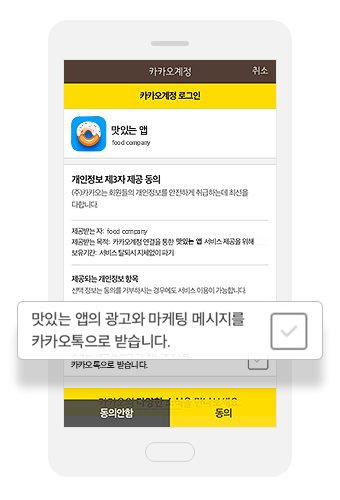 카카오계정 취소
카카오계정 로그인
맛있는 앱
food company
개인정보 제3자 제공 동의
(주)카카오는 회원들의 개인정보를 안전하게 취급하는데 최선을
다합니다.
제공받는 자: food company
제공받는 목적: 카카오계정 연결을 통한 맛있는 앱 서비스 제공을 위해
보유기간: 서비스 탈퇴시 지체없이 파기
제공되는 개인정보 항목
선택 정보는 동의를 거부하시는 경우에도 서비스 이용이 가능합니다.
맛있는 앱의 광고와 마케팅 메시지를
카카오톡으로 받습니다.
카카오톡으로 받습니다.
동의안함 동의